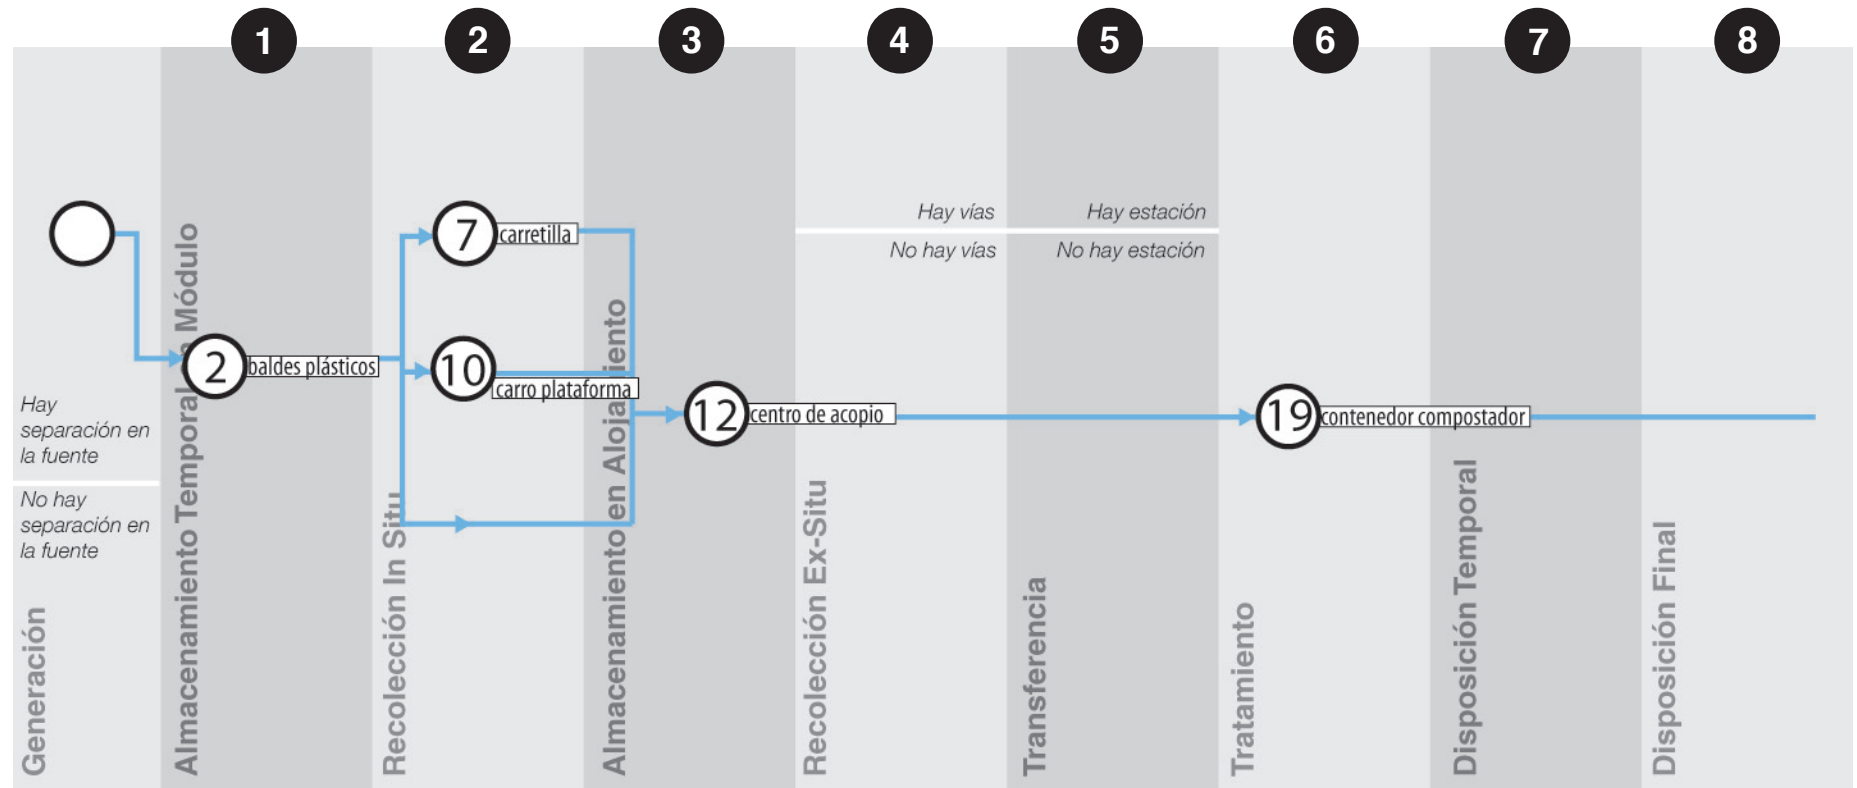 1
2
3
4
5
6
7
8
Hay vías
Hay estación
No hay vías
No hay estación
7
carretilla
2
baldes plásticos
10
carro plataforma
12
centro de acopio
19
contenedor compostador
Hay
separación en
la fuente
No hay
separación en
la fuente
Generación
Almacenamiento Temporal en Módulo
Recolección In Situ
Almacenamiento en Alojamiento
Recolección Ex-Situ
Transferencia
Tratamiento
Disposición Temporal
Disposición Final